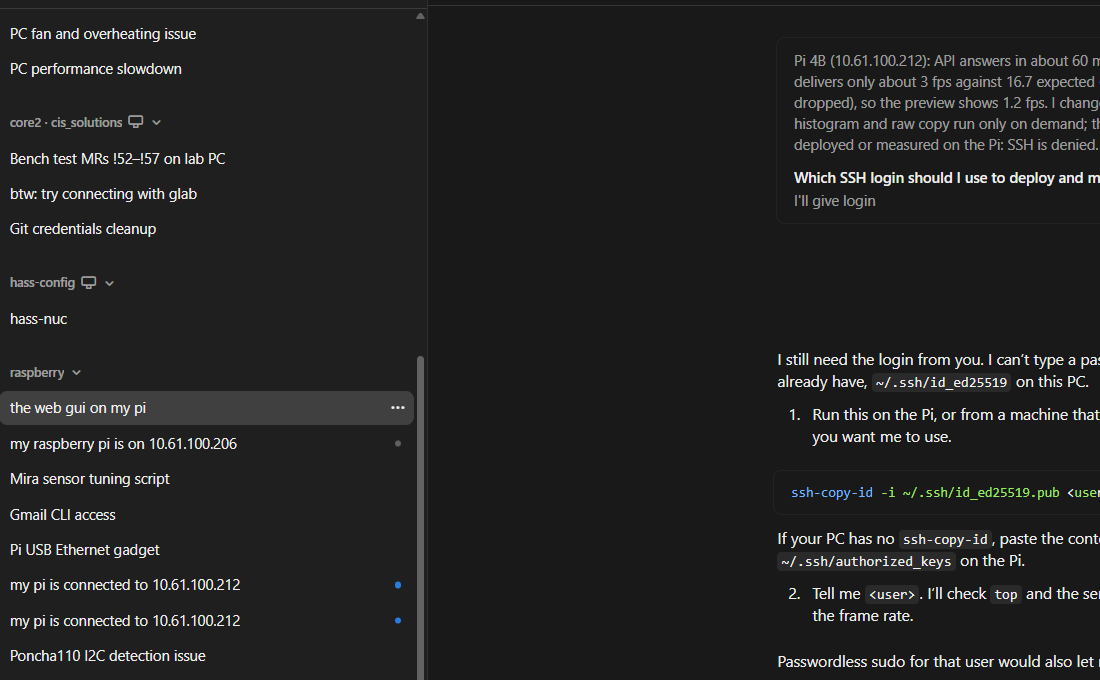 PC fan and overheating issue
PC performance slowdown
core2 · cis_solutions
Bench test MRs !52–!57 on lab PC
btw: try connecting with glab
Git credentials cleanup
hass-config
hass-nuc
raspberry
the web gui on my pi
my raspberry pi is on 10.61.100.206
Mira sensor tuning script
Gmail CLI access
Pi USB Ethernet gadget
my pi is connected to 10.61.100.212
my pi is connected to 10.61.100.212
Poncha110 I2C detection issue
Pi 4B (10.61.100.212): API answers in about 60
delivers only about 3 fps against 16.7 expected
dropped), so the preview shows 1.2 fps. I
histogram and raw copy run only on demand;
deployed or measured on the Pi: SSH is denied.
Which SSH login should I use to deploy and
I'll give login
I still need the login from you. I can’t type a
already have, ~/.ssh/id_ed25519 on this PC.
1. Run this on the Pi, or from a machine that
you want me to use.
ssh-copy-id -i ~/.ssh/id_ed25519.pub
If your PC has no ssh-copy-id, paste the
~/.ssh/authorized_keys on the Pi.
2. Tell me <user>. I’ll check top and the
the frame rate.
Passwordless sudo for that user would also let